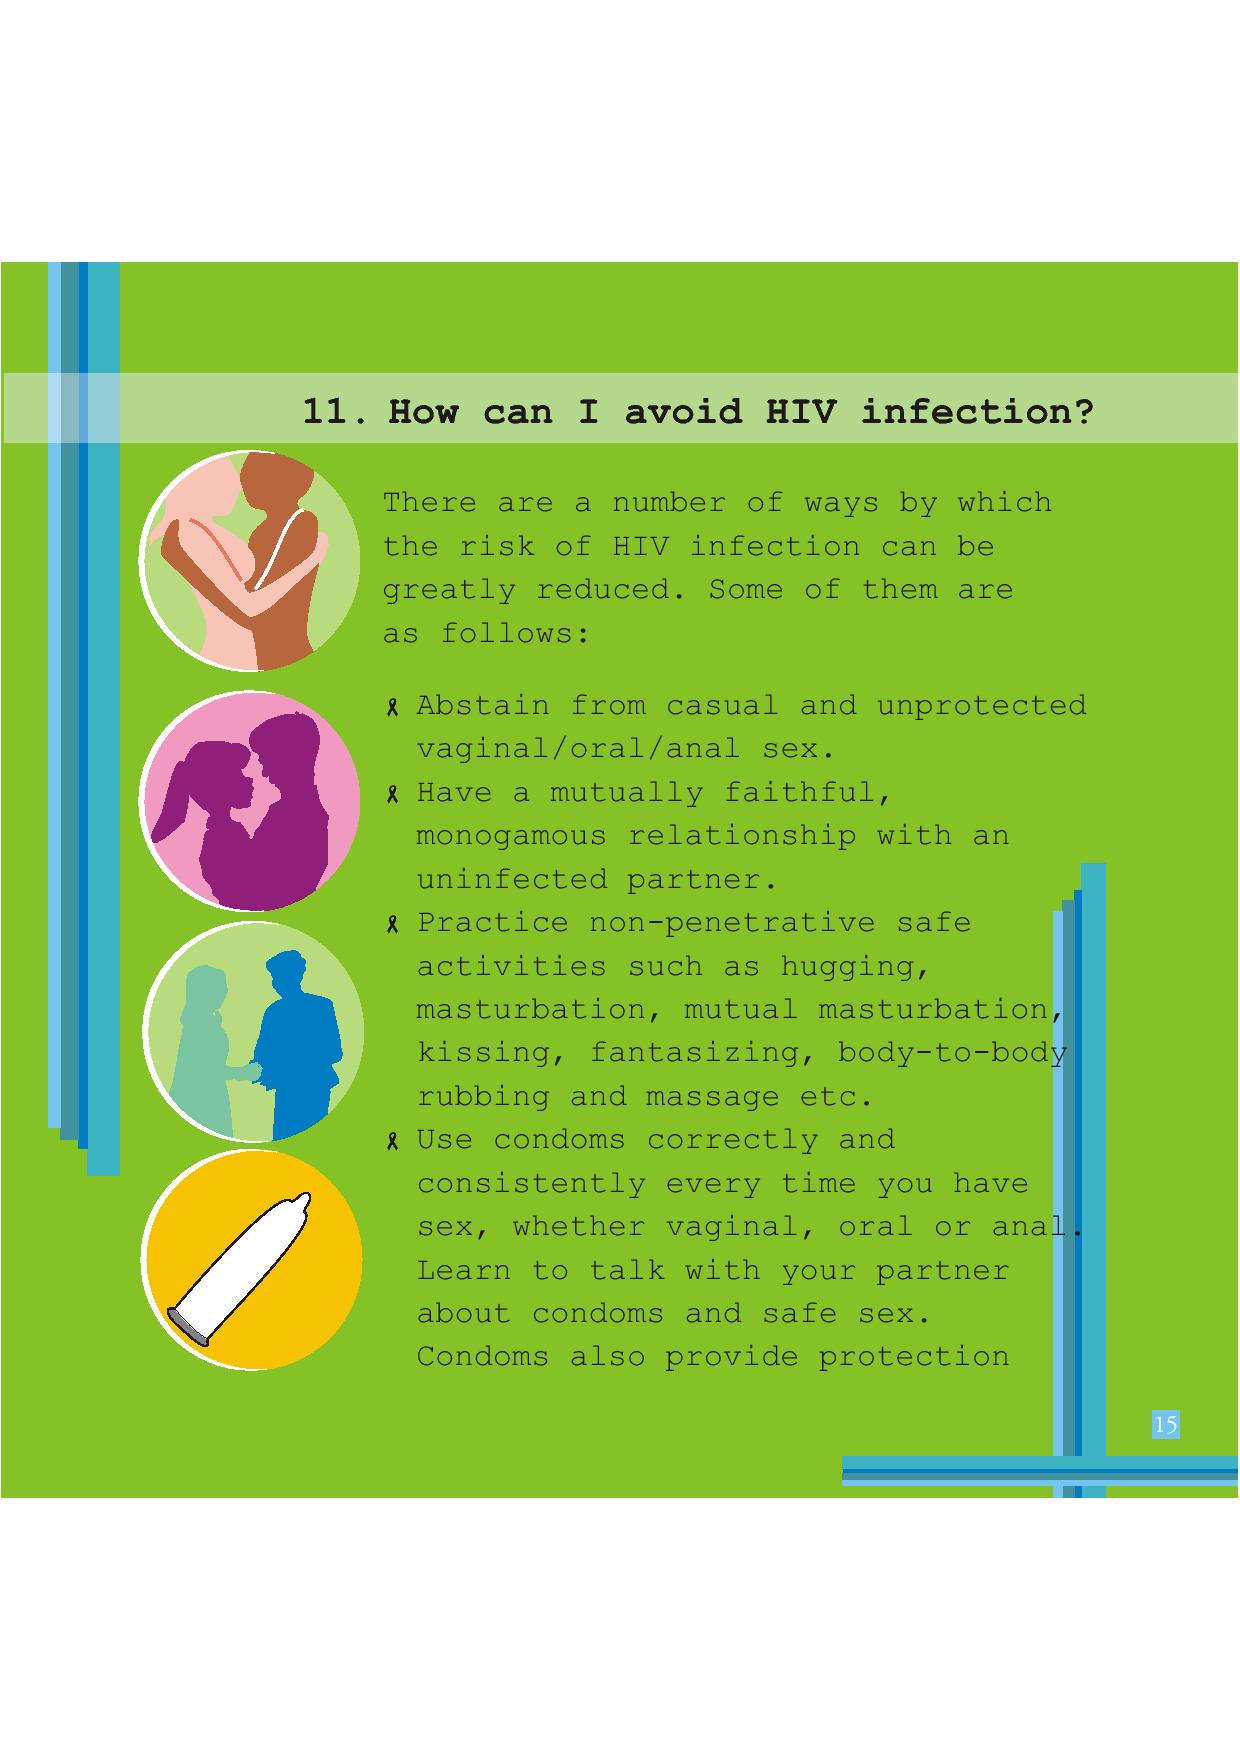 11. How can I avoid HIV infection?
There are a number of ways by which
the risk of HIV infection can be
greatly reduced. Some of them are
as follows:
Abstain from casual and unprotected
vaginal/oral/anal sex.
Have a mutually faithful,
monogamous relationship with an
uninfected partner.
Practice non-penetrative safe
activities such as hugging,
masturbation, mutual masturbation,
kissing, fantasizing, body-to-body
rubbing and massage etc.
Use condoms correctly and
consistently every time you have
sex, whether vaginal, oral or anal.
Learn to talk with your partner
about condoms and safe sex.
Condoms also provide protection
15